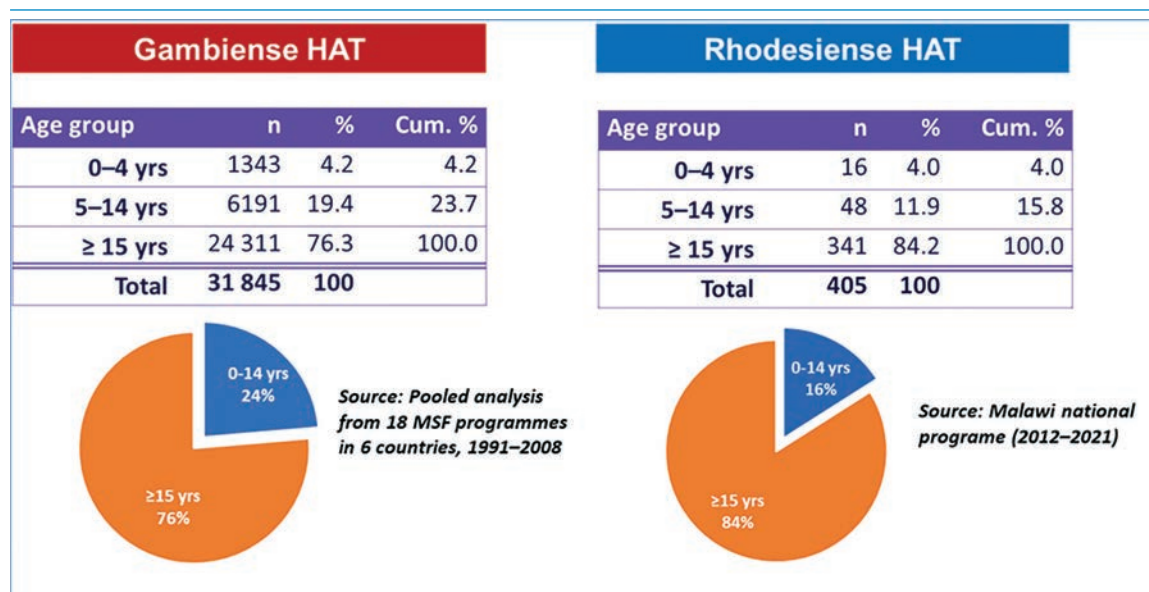 Gambiense HAT
Age group n % Cum. %
0–4 yrs 1343 4.2 4.2
5–14 yrs 6191 19.4 23.7
≥ 15 yrs 24 311 76.3 100.0
Total 31 845 100
0-14 yrs
24%
≥15 yrs
76%
Source: Pooled analysis
from 18 MSF programmes
in 6 countries, 1991–2008
Rhodesiense HAT
Age group n % Cum. %
0–4 yrs 16 4.0 4.0
5–14 yrs 48 11.9 15.8
≥ 15 yrs 341 84.2 100.0
Total 405 100
0-14 yrs
16%
≥15 yrs
84%
Source: Malawi national
programe (2012–2021)